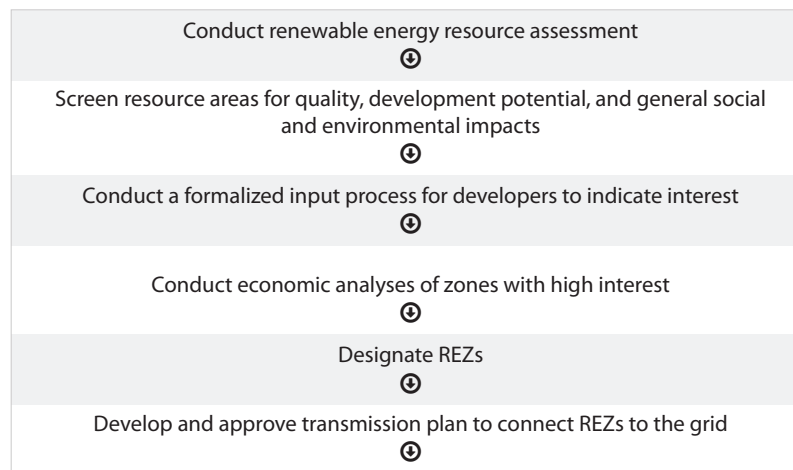 Conduct renewable energy resource assessment
Screen resource areas for quality, development potential, and general social
and environmental impacts
Conduct a formalized input process for developers to indicate interest
Conduct economic analyses of zones with high interest
Designate REZs
Develop and approve transmission plan to connect REZs to the grid